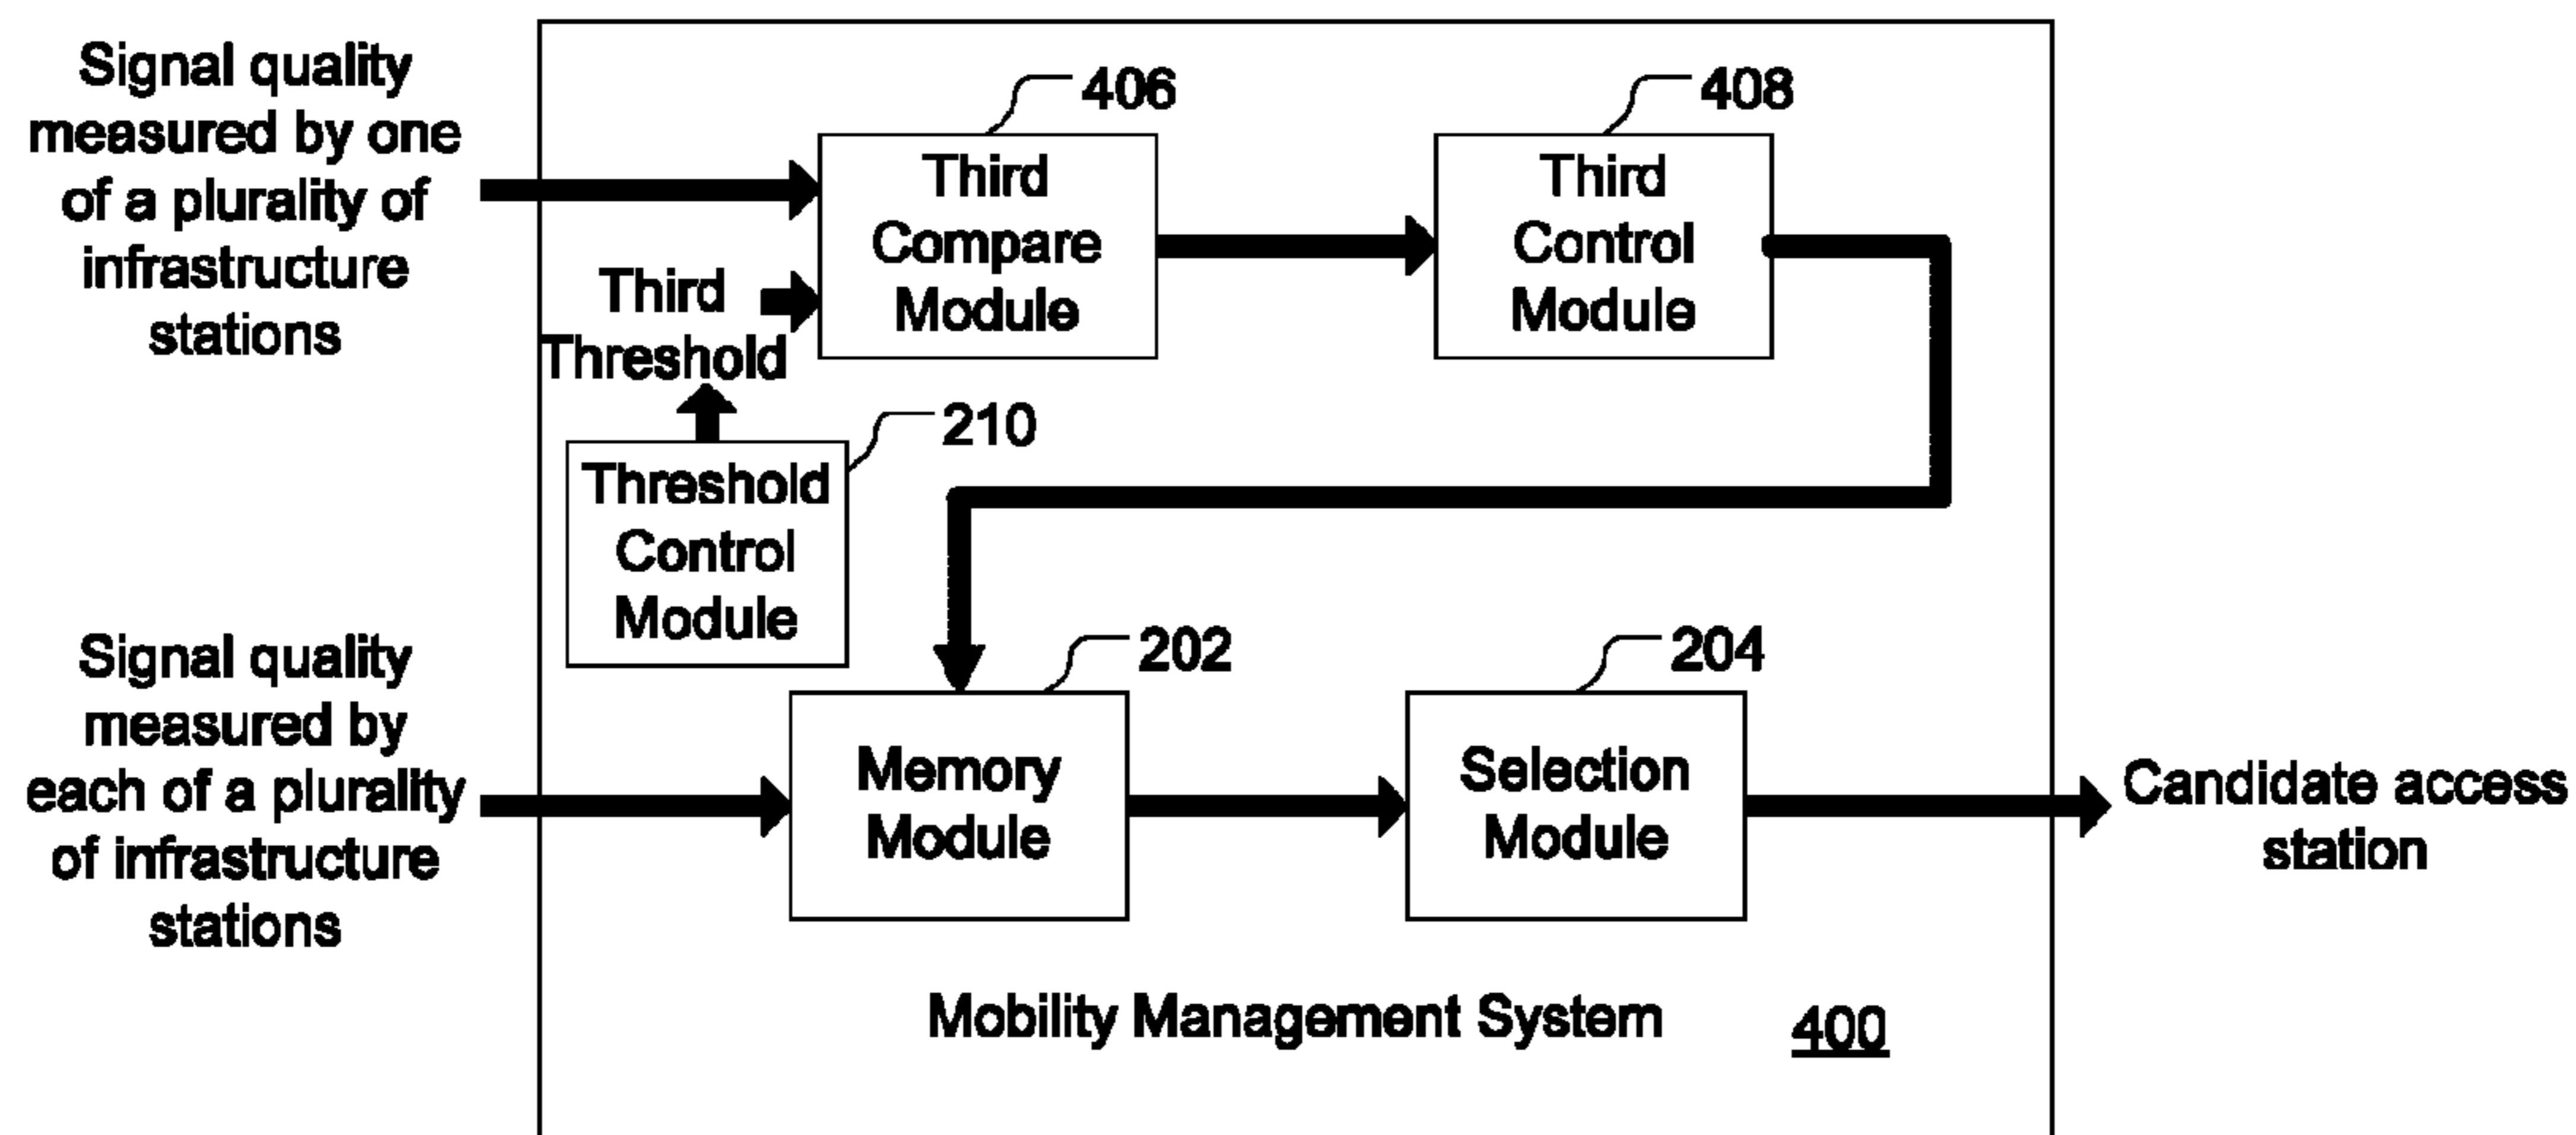 Signal quality
measured by one
of a plurality of
infrastructure
stations
406
Third
Compare
Module
408
Third
Control
Module
Third
Threshold
210
Threshold
Control
Module
Signal quality
measured by
each of a plurality
of infrastructure
stations
202
Memory
Module
204
Selection
Module
Candidate access
station
Mobility Management System 400